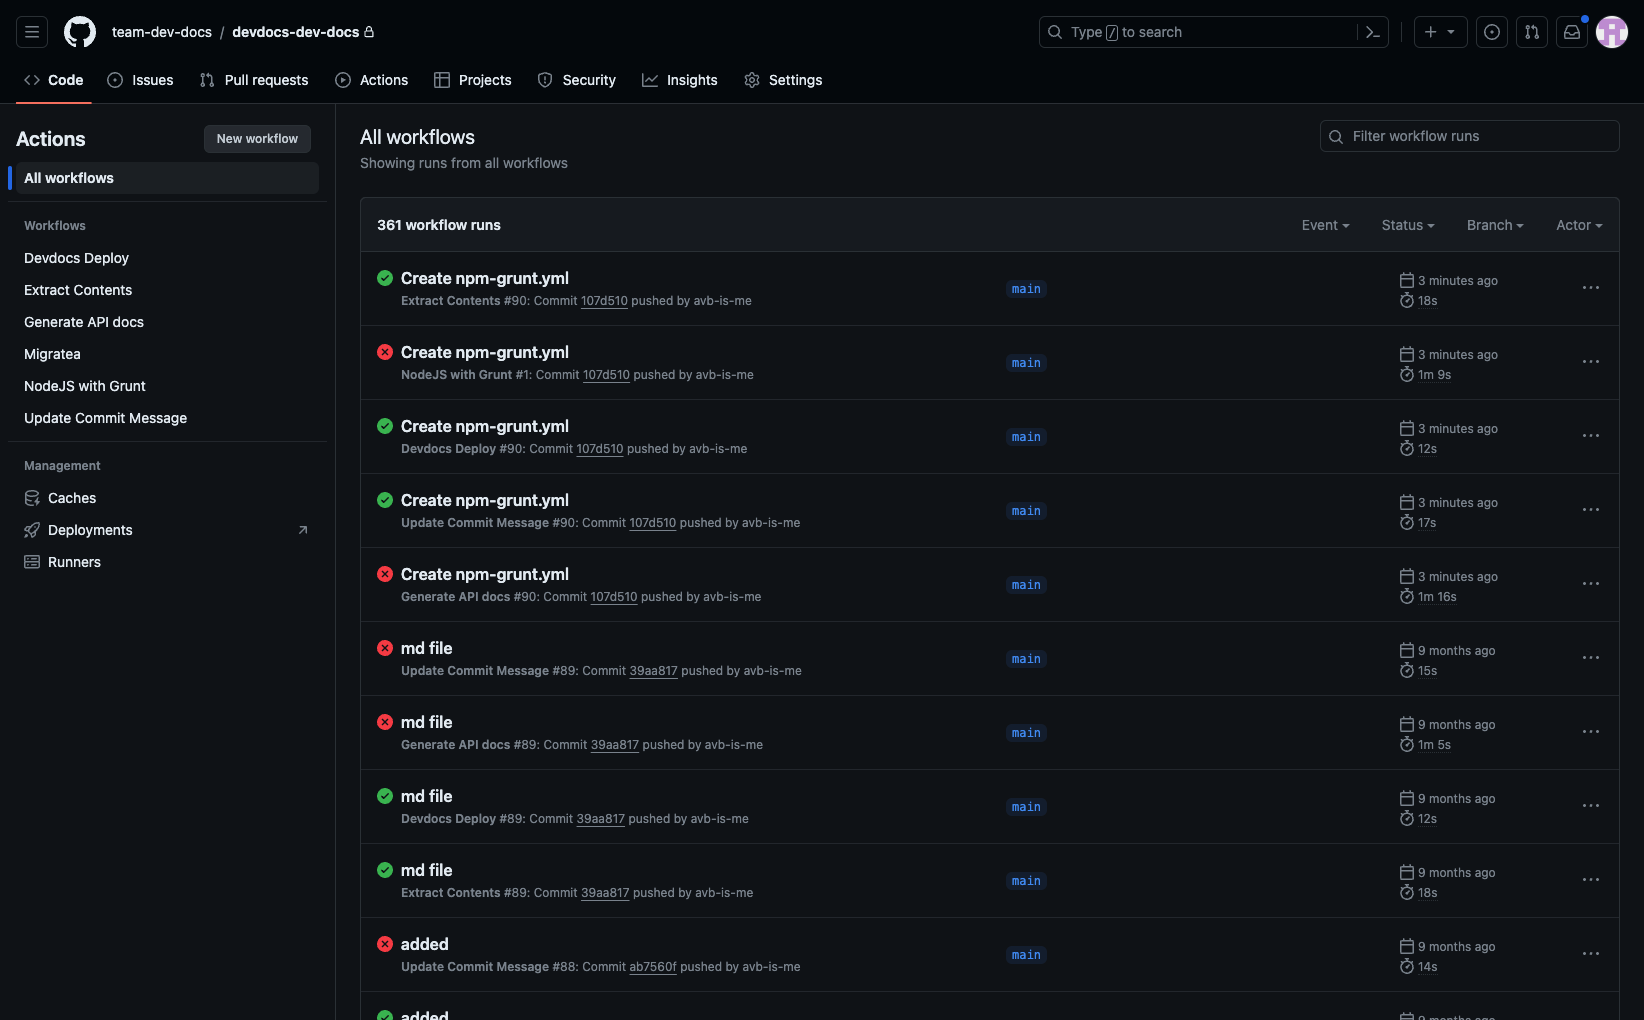 team-dev-docs / devdocs-dev-docs
Type / to search
Code
Issues
Pull requests
Actions
Projects
Security
Insights
Settings
Actions
New workflow
All workflows
Workflows
Devdocs Deploy
Extract Contents
Generate API docs
Migratea
NodeJS with Grunt
Update Commit Message
Management
Caches
Deployments
Runners
All workflows
Showing runs from all workflows
Filter workflow runs
361 workflow runs
Event
Status
Branch
Actor
Create npm-grunt.yml
Extract Contents #90: Commit 107d510 pushed by avb-is-me
main
3 minutes ago
18s
Create npm-grunt.yml
NodeJS with Grunt #1: Commit 107d510 pushed by avb-is-me
main
3 minutes ago
1m 9s
Create npm-grunt.yml
Devdocs Deploy #90: Commit 107d510 pushed by avb-is-me
main
3 minutes ago
12s
Create npm-grunt.yml
Update Commit Message #90: Commit 107d510 pushed by avb-is-me
main
3 minutes ago
17s
Create npm-grunt.yml
Generate API docs #90: Commit 107d510 pushed by avb-is-me
main
3 minutes ago
1m 16s
md file
Update Commit Message #89: Commit 39aa817 pushed by avb-is-me
main
9 months ago
15s
md file
Generate API docs #89: Commit 39aa817 pushed by avb-is-me
main
9 months ago
1m 5s
md file
Devdocs Deploy #89: Commit 39aa817 pushed by avb-is-me
main
9 months ago
12s
md file
Extract Contents #89: Commit 39aa817 pushed by avb-is-me
main
9 months ago
18s
added
Update Commit Message #88: Commit ab7560f pushed by avb-is-me
main
9 months ago
14s
added
9 months ago